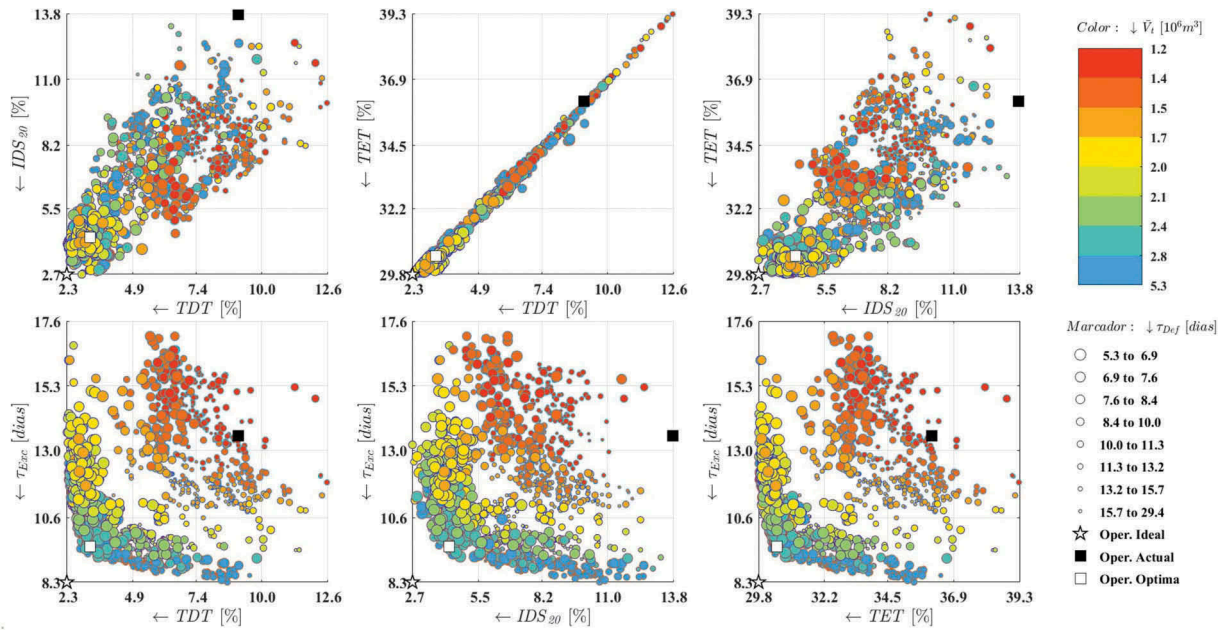 13.8
11.0
8.2
5.5
2.7
← IDS20 [%]
2.3 4.9 7.4 10.0 12.6
← TDT [%]
39.3
36.9
34.5
32.2
29.8
← TET [%]
2.3 4.9 7.4 10.0 12.6
← TDT [%]
39.3
36.9
34.5
32.2
29.8
← TET [%]
2.7 5.5 8.2 11.0 13.8
← IDS20 [%]
Color : ↓ V̄t [10⁶m³]
1.2
1.4
1.5
1.7
2.0
2.1
2.4
2.8
5.3
17.6
15.3
13.0
10.6
8.3
← τExc [dias]
2.3 4.9 7.4 10.0 12.6
← TDT [%]
17.6
15.3
13.0
10.6
8.3
← τExc [dias]
2.7 5.5 8.2 11.0 13.8
← IDS20 [%]
17.6
15.3
13.0
10.6
8.3
← τExc [dias]
29.8 32.2 34.5 36.9 39.3
← TET [%]
Marcador : ↓ τDef [dias]
5.3 to 6.9
6.9 to 7.6
7.6 to 8.4
8.4 to 10.0
10.0 to 11.3
11.3 to 13.2
13.2 to 15.7
15.7 to 29.4
Oper. Ideal
Oper. Actual
Oper. Optima